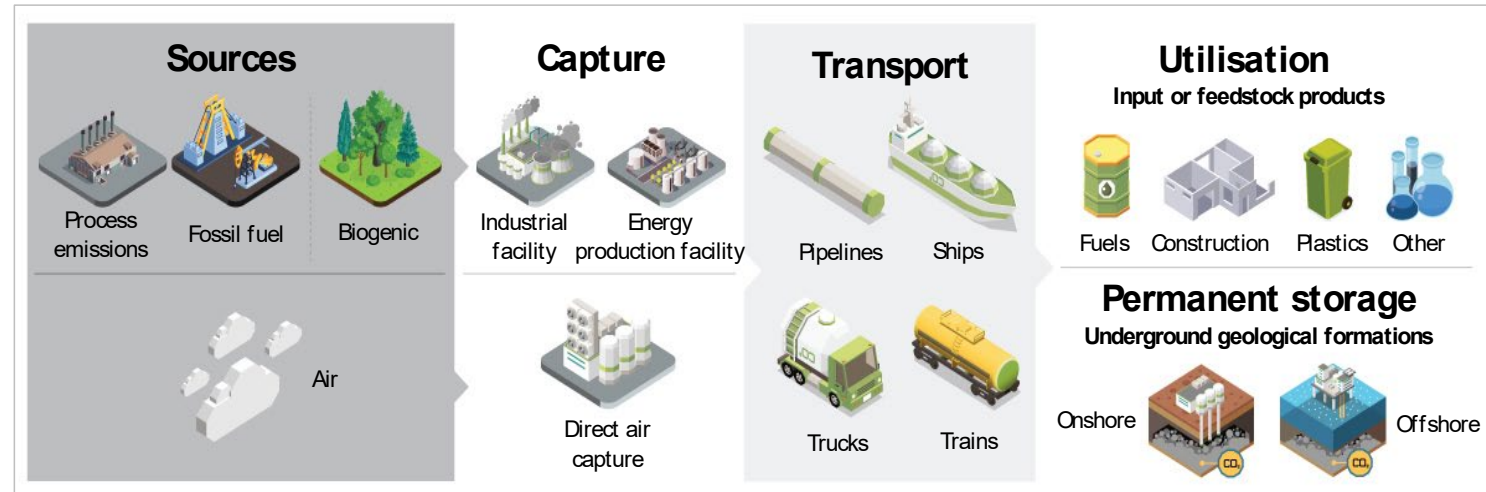 Sources
Process
emissions
Fossil fuel
Biogenic
Air
Capture
Industrial
facility
Energy
production facility
Direct air
capture
Transport
Pipelines
Ships
Trucks
Trains
Utilisation
Input or feedstock products
Fuels
Construction
Plastics
Other
Permanent storage
Underground geological formations
Onshore
CO₂
CO₂
Offshore